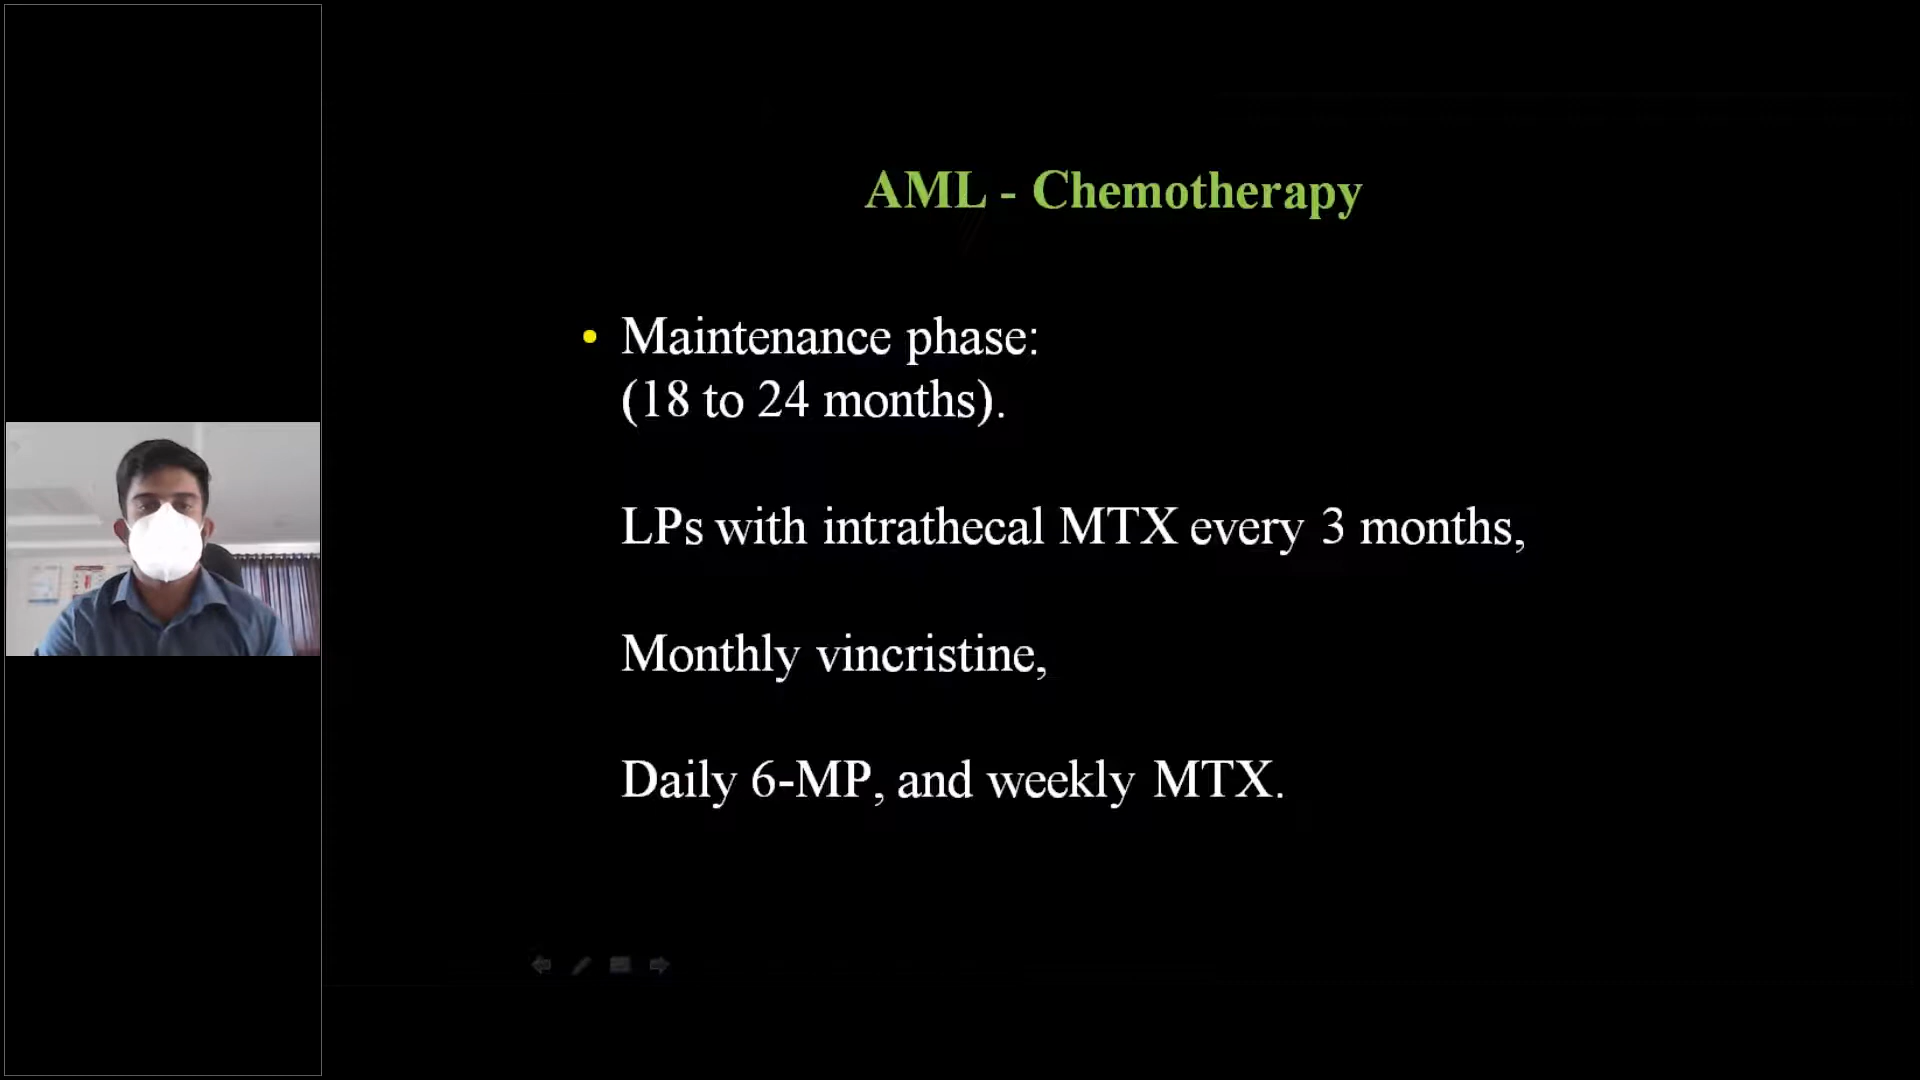 AML - Chemotherapy
• Maintenance phase:
(18 to 24 months).
LPs with intrathecal MTX every 3 months,
Monthly vincristine,
Daily 6-MP, and weekly MTX.